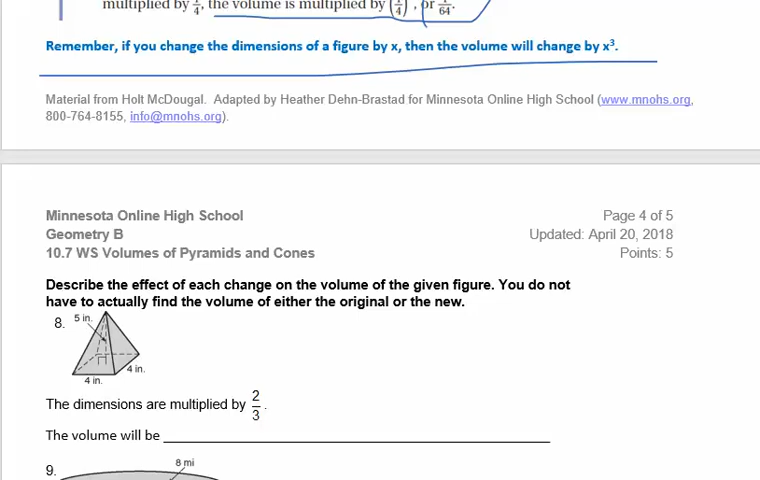 multiplied by 1/4, the volume is multiplied by (1/4) , or 1/64.
Remember, if you change the dimensions of a figure by x, then the volume will change by x³.
Material from Holt McDougal. Adapted by Heather Dehn-Brastad for Minnesota Online High School (www.mnohs.org,
800-764-8155, info@mnohs.org).
Minnesota Online High School Page 4 of 5
Geometry B Updated: April 20, 2018
10.7 WS Volumes of Pyramids and Cones Points: 5
Describe the effect of each change on the volume of the given figure. You do not
have to actually find the volume of either the original or the new.
8. 5 in.
4 in.
4 in.
The dimensions are multiplied by 2/3.
The volume will be
9. 8 mi